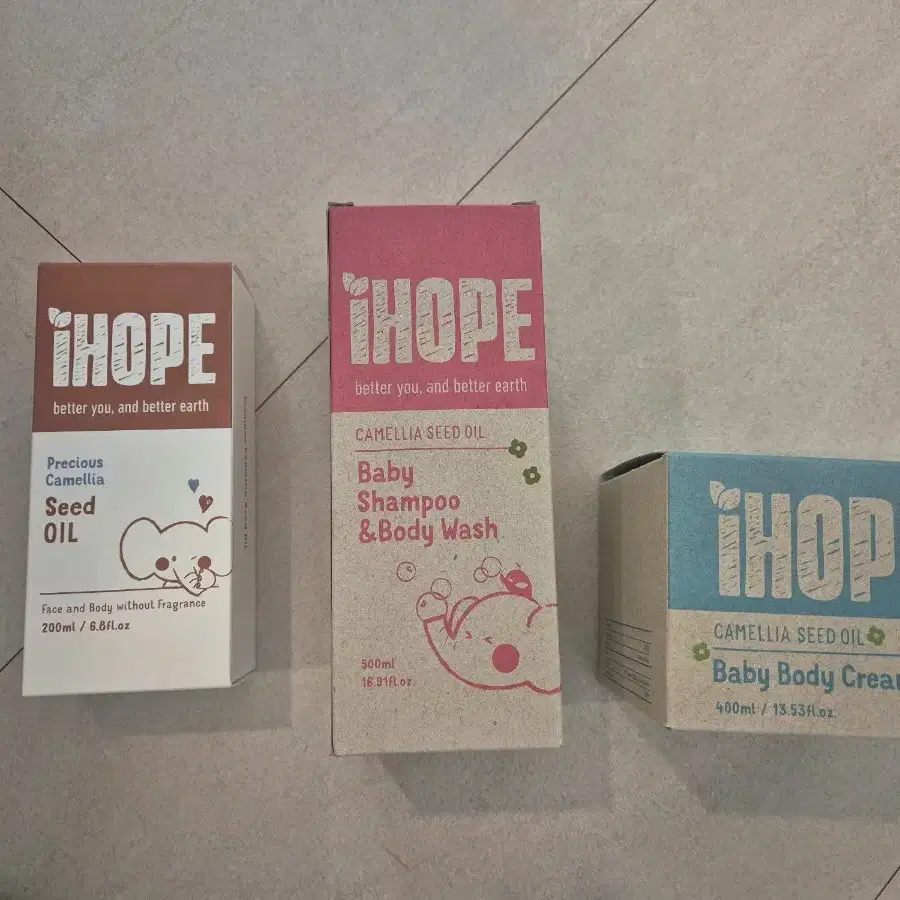 iHOPE
better you, and better earth
Precious
Camellia
Seed
OIL
Face and Body without Fragrance
200ml / 6.8fl.oz
iHOPE
better you, and better earth
CAMELLIA SEED OIL
Baby
Shampoo
&Body Wash
500ml
16.91fl.oz.
iHOP
CAMELLIA SEED OIL
Baby Body Crea
400ml / 13.53fl.oz.